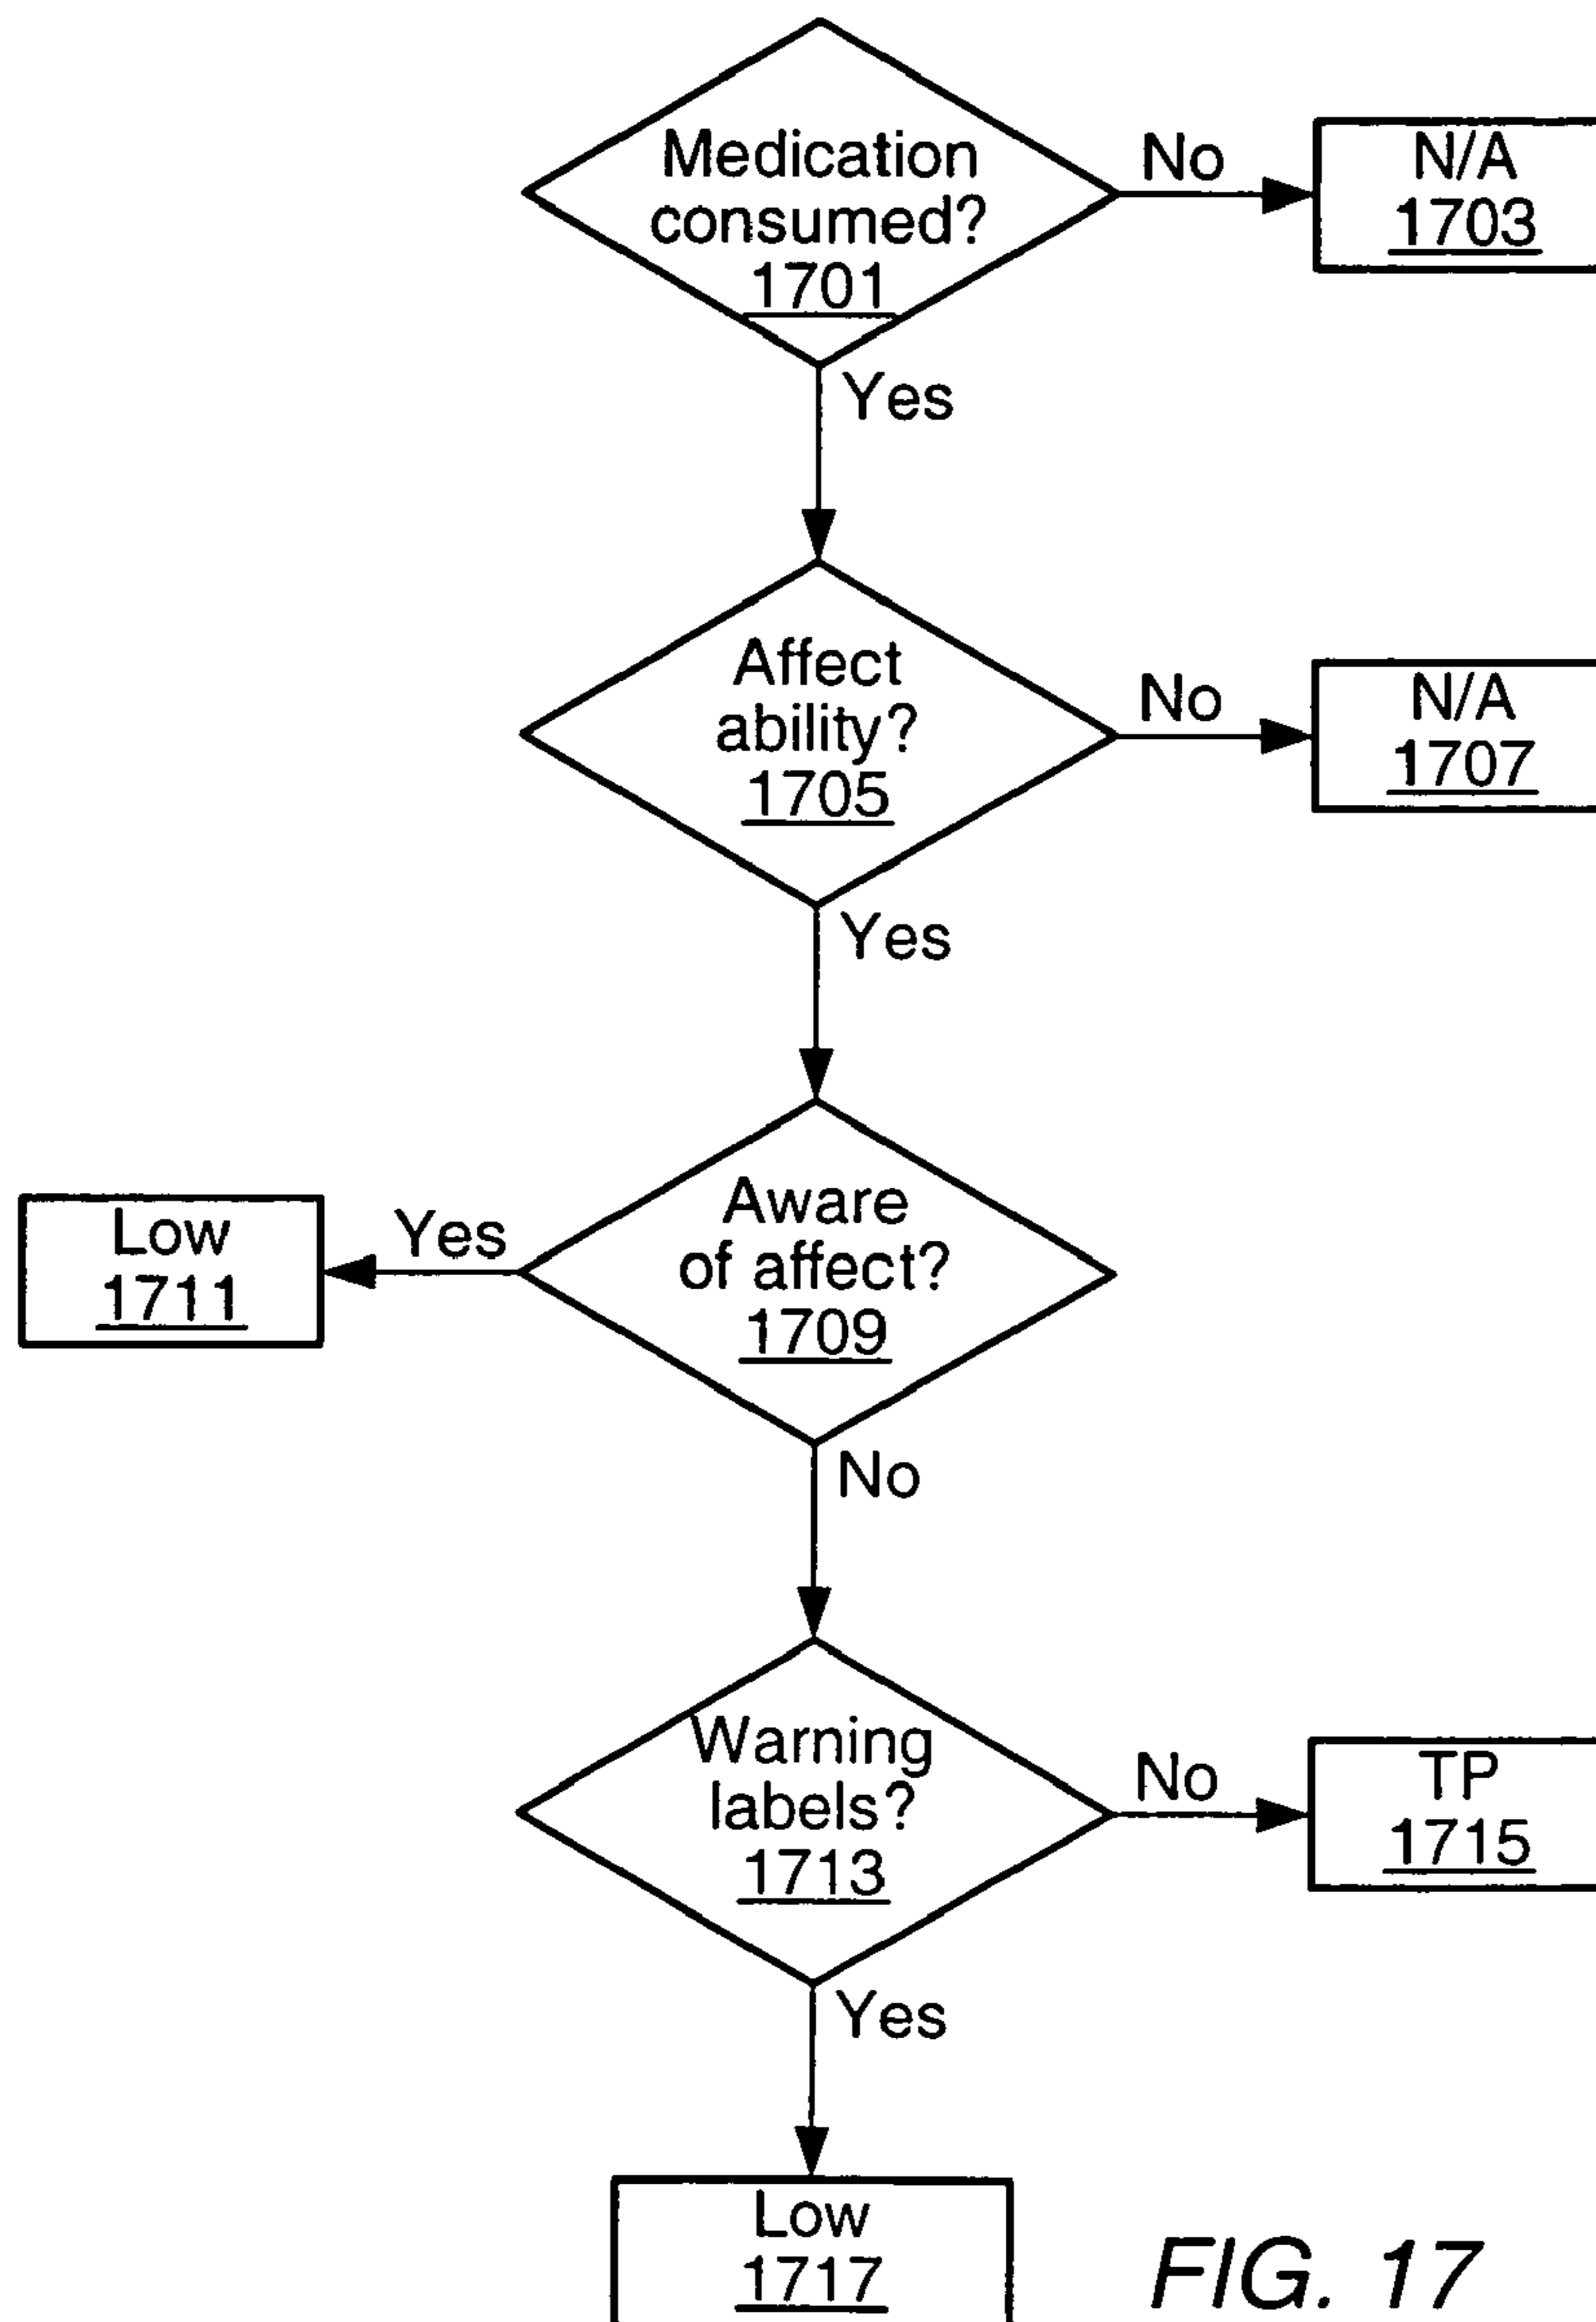 Medication
consumed?
1701
No
N/A
1703
Yes
Affect
ability?
1705
No
N/A
1707
Yes
Aware
of affect?
1709
Yes
Low
1711
No
Warning
labels?
1713
No
TP
1715
Yes
Low
1717
FIG. 17